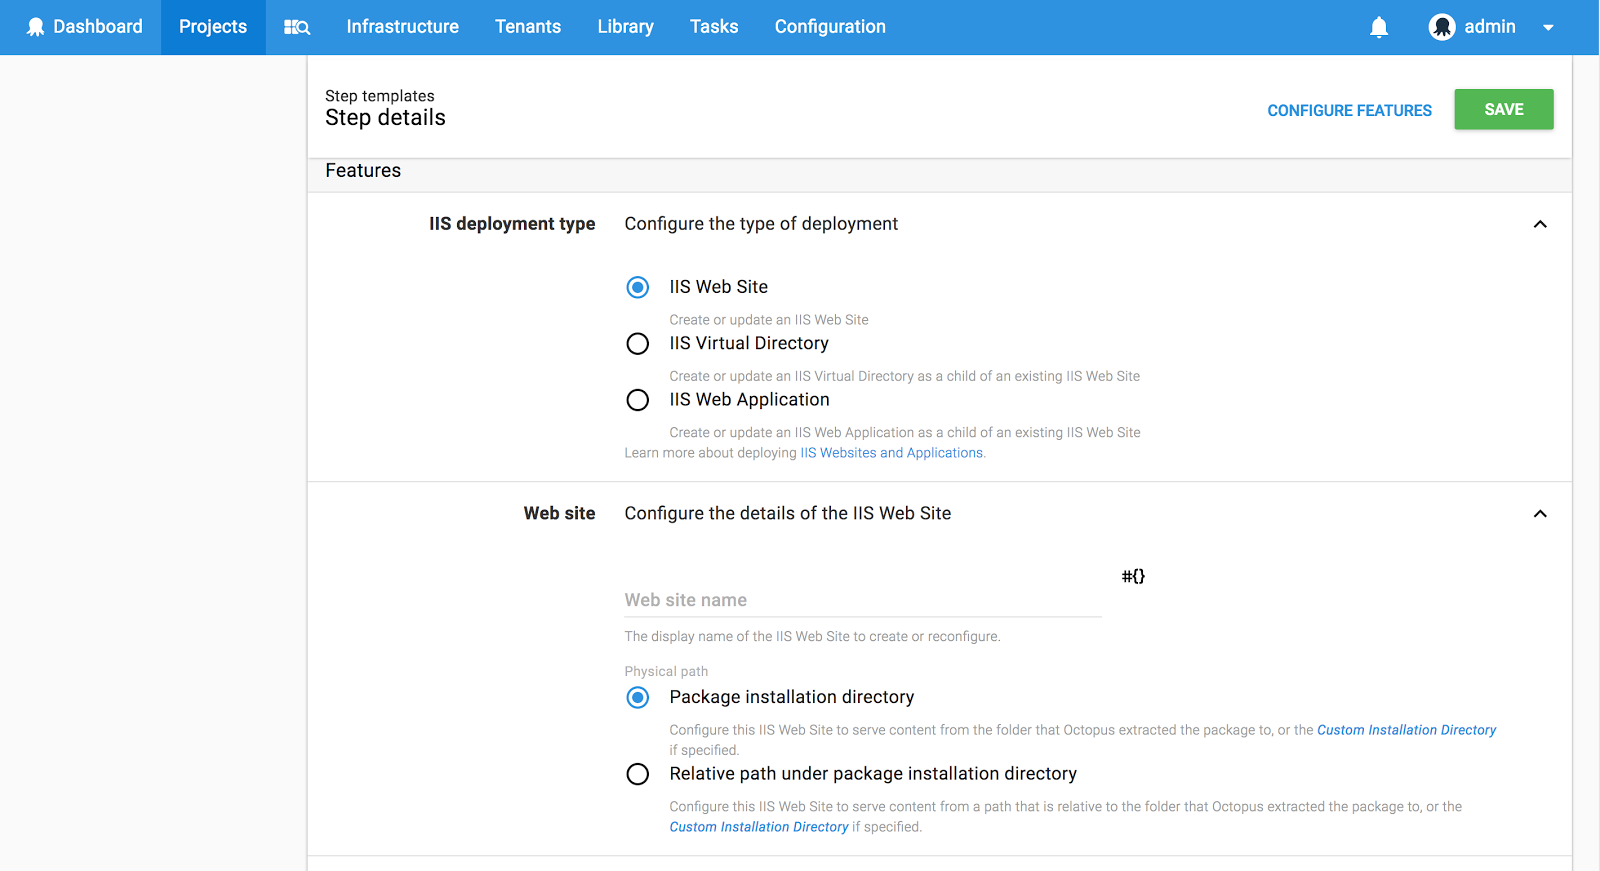 Dashboard Projects Infrastructure Tenants Library Tasks Configuration admin
Step templates
Step details
CONFIGURE FEATURES SAVE
Features
IIS deployment type Configure the type of deployment
IIS Web Site
Create or update an IIS Web Site
IIS Virtual Directory
Create or update an IIS Virtual Directory as a child of an existing IIS Web Site
IIS Web Application
Create or update an IIS Web Application as a child of an existing IIS Web Site
Learn more about deploying IIS Websites and Applications.
Web site Configure the details of the IIS Web Site
#{}
Web site name
The display name of the IIS Web Site to create or reconfigure.
Physical path
Package installation directory
Configure this IIS Web Site to serve content from the folder that Octopus extracted the package to, or the Custom Installation Directory
if specified.
Relative path under package installation directory
Configure this IIS Web Site to serve content from a path that is relative to the folder that Octopus extracted the package to, or the
Custom Installation Directory if specified.